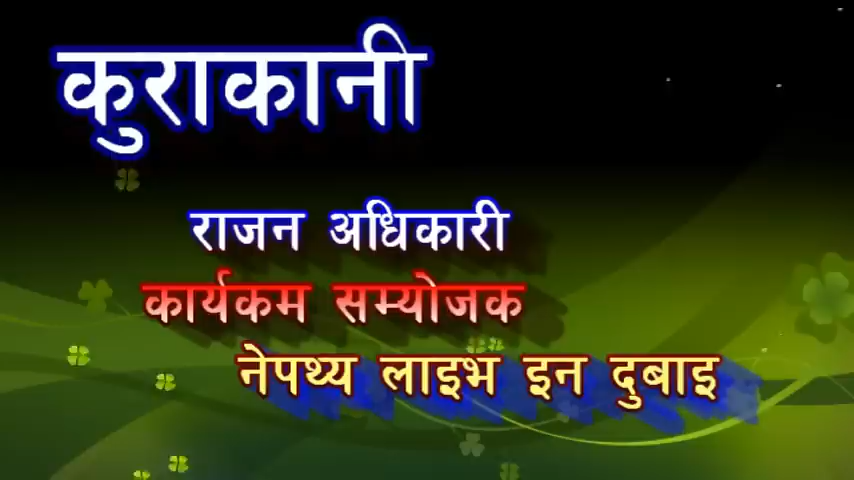 कुराकानी
राजन अधिकारी
कार्यकम सम्योजक
नेपथ्य लाइभ इन दुबाइ